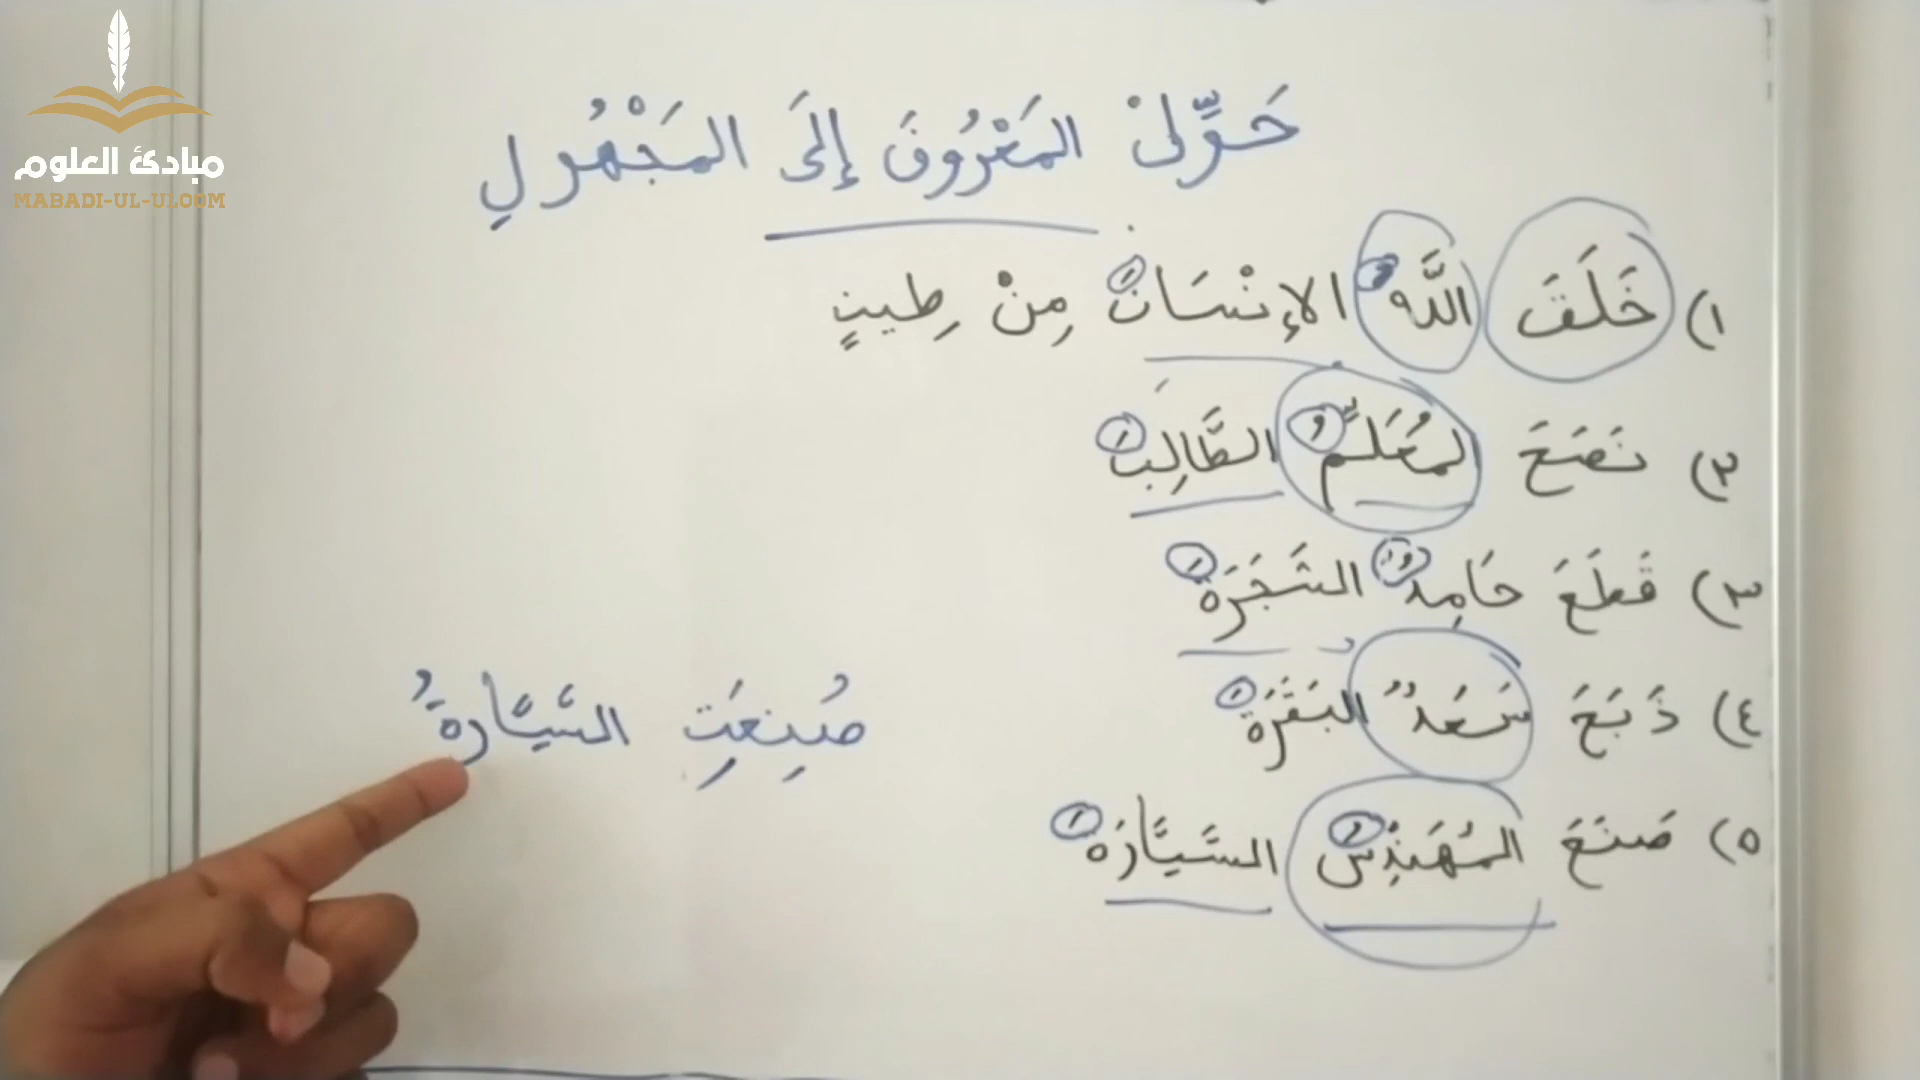 مبادئ العلوم
MABADI-UL-ULOOM
حَوِّلْ المَعْرُوفَ إِلَى المَجْهُولِ
١) خَلَقَ اللَّهُ الإِنْسَانَ مِنْ طِينٍ
٢) نَصَحَ المُعَلِّمُ الطَّالِبَ
٣) قَطَعَ حَامِدٌ الشَّجَرَةَ
٤) ذَبَحَ سَعَدٌ البَقَرَةَ
صُنِعَتِ السَّيَّارَةُ
٥) صَنَعَ المُهَنْدِسُ السَّيَّارَةَ